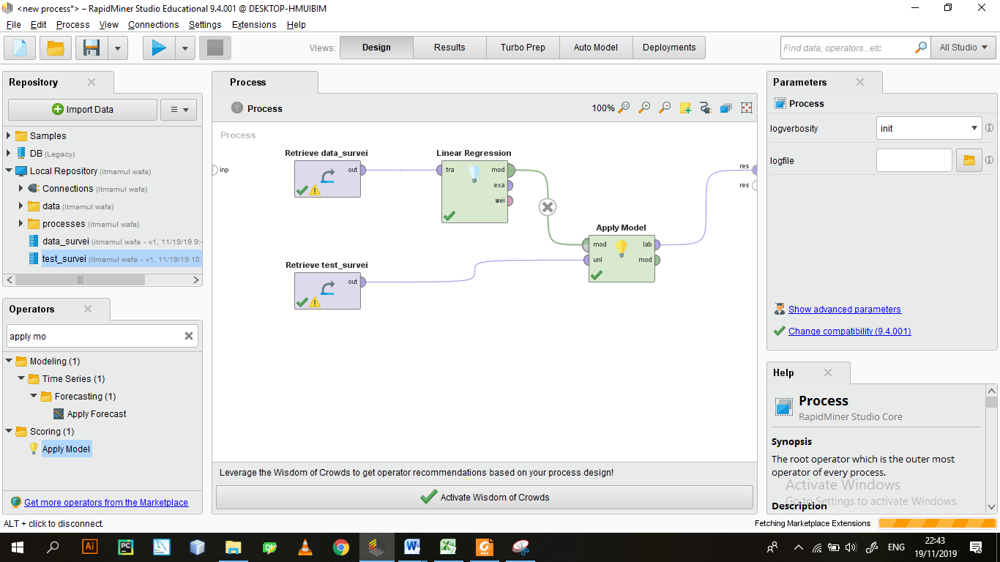 <new process*> – RapidMiner Studio Educational 9.4.001 @ DESKTOP-HMUIBIM
File Edit Process View Connections Settings Extensions Help
Views: Design Results Turbo Prep Auto Model Deployments Find data, operators...etc All Studio
Repository
Import Data
Samples
DB (Legacy)
Local Repository (itmamul wafa)
Connections (itmamul wafa)
data (itmamul wafa)
processes (itmamul wafa)
data_survei (itmamul wafa - v1, 11/19/19 9:4
test_survei (itmamul wafa - v1, 11/19/19 10:
Operators
apply mo
Modeling (1)
Time Series (1)
Forecasting (1)
Apply Forecast
Scoring (1)
Apply Model
Get more operators from the Marketplace
ALT + click to disconnect.
Process
Process
100%
Process
inp
Retrieve data_survei
out
Linear Regression
tra mod
exa
wei
res
res
Apply Model
mod lab
unl mod
Retrieve test_survei
out
Leverage the Wisdom of Crowds to get operator recommendations based on your process design!
Activate Wisdom of Crowds
Parameters
Process
logverbosity init
logfile
Show advanced parameters
Change compatibility (9.4.001)
Help
Process
RapidMiner Studio Core
Synopsis
The root operator which is the outer most
operator of every process.
Activate Windows
Go to Settings to activate Windows.
Description
Fetching Marketplace Extensions
Ai
PC
Qt
W
X
G
PDF
ENG
22:43
19/11/2019